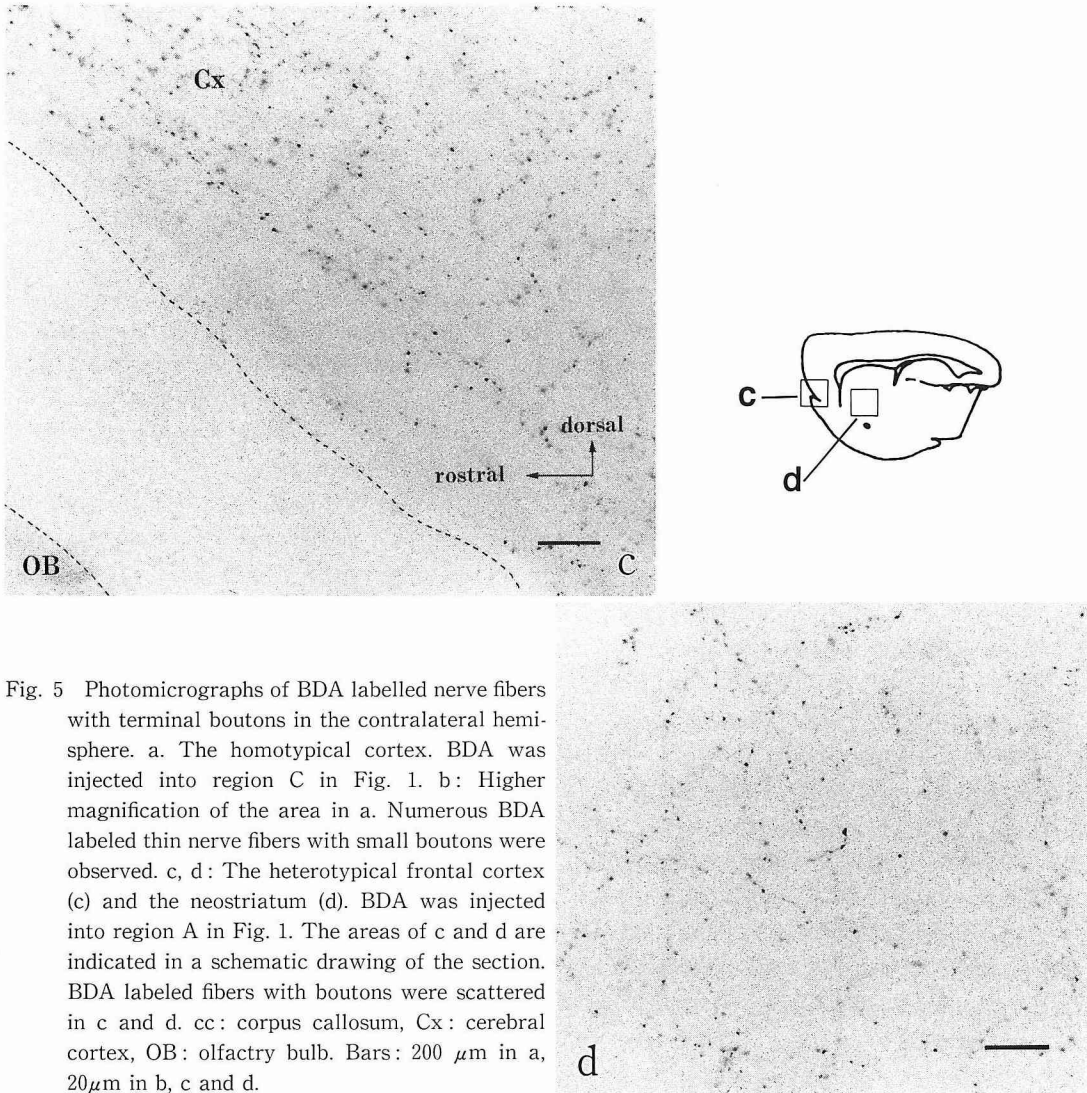 Cx
dorsal
rostral
OB
C
c
d
Fig. 5 Photomicrographs of BDA labelled nerve fibers
with terminal boutons in the contralateral hemi-
sphere. a. The homotypical cortex. BDA was
injected into region C in Fig. 1. b: Higher
magnification of the area in a. Numerous BDA
labeled thin nerve fibers with small boutons were
observed. c, d: The heterotypical frontal cortex
(c) and the neostriatum (d). BDA was injected
into region A in Fig. 1. The areas of c and d are
indicated in a schematic drawing of the section.
BDA labeled fibers with boutons were scattered
in c and d. cc: corpus callosum, Cx: cerebral
cortex, OB: olfactry bulb. Bars: 200 μm in a,
20μm in b, c and d.
d